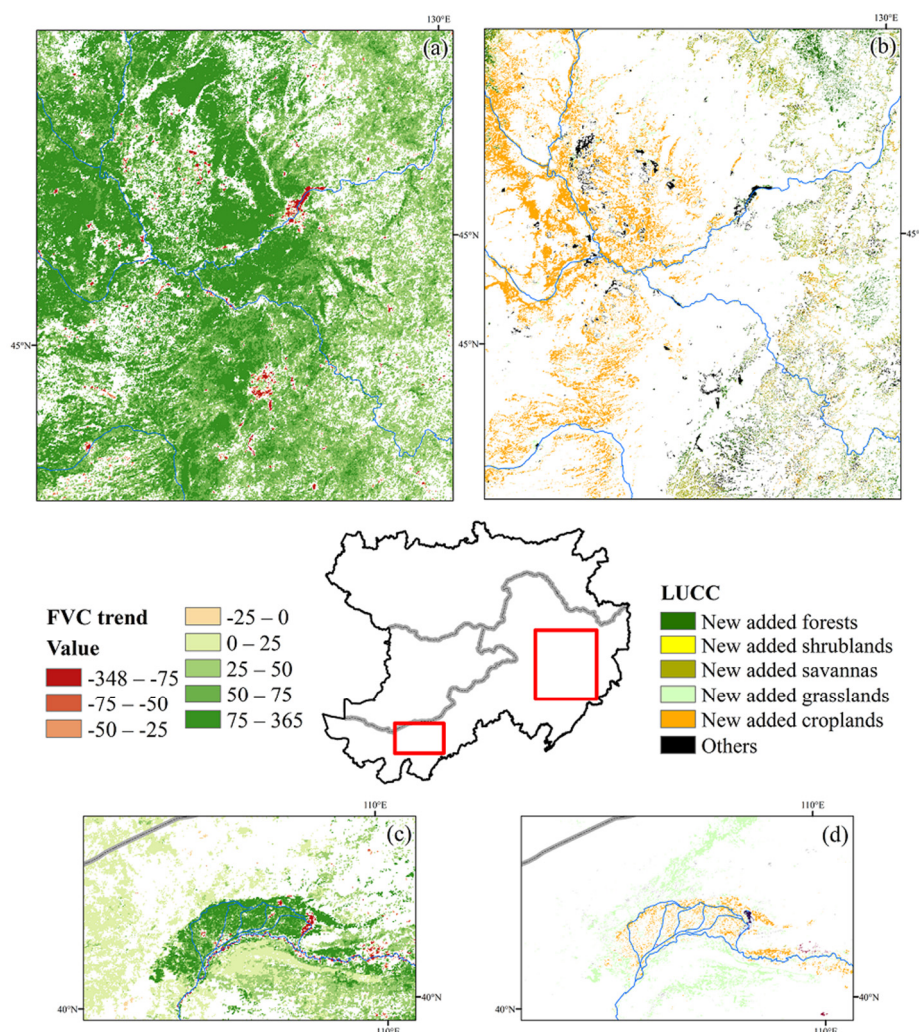 130°E
130°E
(a)
(b)
45°N
45°
45°N
45°N
FVC trend
Value
-348 – -75
-75 – -50
-50 – -25
-25 – 0
0 – 25
25 – 50
50 – 75
75 – 365
LUCC
New added forests
New added shrublands
New added savannas
New added grasslands
New added croplands
Others
110°E
110°E
(c)
(d)
40°N
40°N
40°N
40°N